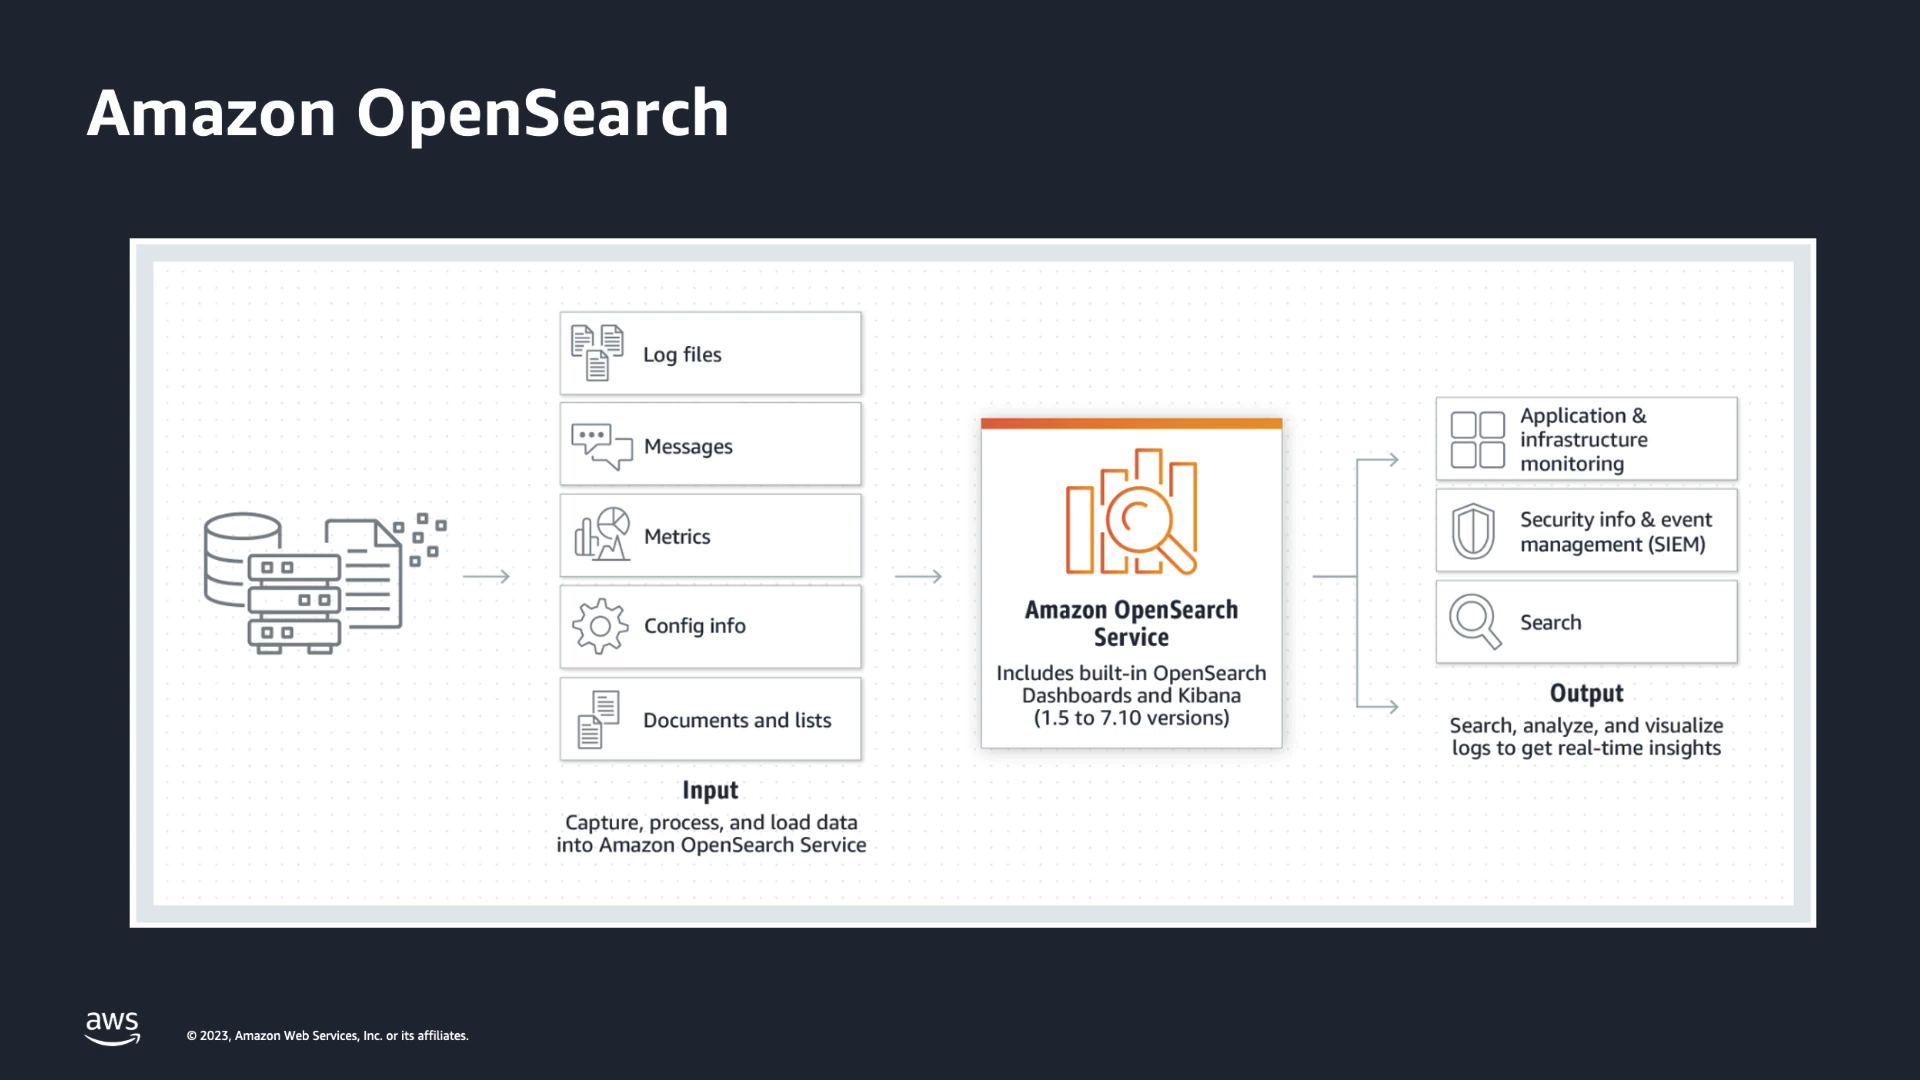 Amazon OpenSearch
Log files
Messages
Metrics
Config info
Documents and lists
Input
Capture, process, and load data
into Amazon OpenSearch Service
Amazon OpenSearch
Service
Includes built-in OpenSearch
Dashboards and Kibana
(1.5 to 7.10 versions)
Application &
infrastructure
monitoring
Security info & event
management (SIEM)
Search
Output
Search, analyze, and visualize
logs to get real-time insights
aws
© 2023, Amazon Web Services, Inc. or its affiliates.